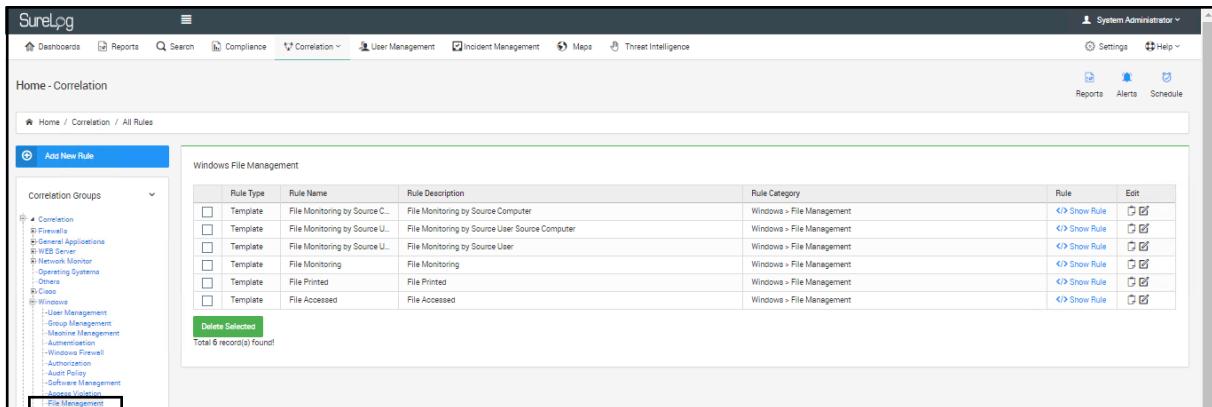 SureLog
System Administrator
Dashboards Reports Search Compliance Correlation User Management Incident Management Maps Threat Intelligence Settings Help
Home - Correlation
Reports Alerts Schedule
Home / Correlation / All Rules
Add New Rule
Windows File Management
Correlation Groups
Rule Type Rule Name Rule Description Rule Category Rule Edit
Template File Monitoring by Source C... File Monitoring by Source Computer Windows > File Management </> Show Rule
Template File Monitoring by Source U... File Monitoring by Source User Source Computer Windows > File Management </> Show Rule
Template File Monitoring by Source U... File Monitoring by Source User Windows > File Management </> Show Rule
Template File Monitoring File Monitoring Windows > File Management </> Show Rule
Template File Printed File Printed Windows > File Management </> Show Rule
Template File Accessed File Accessed Windows > File Management </> Show Rule
Delete Selected
Total 6 record(s) found!
Correlation
Firewalls
General Applications
WEB Server
Network Monitor
Operating Systems
Others
Cisco
Windows
User Management
Group Management
Machine Management
Authentication
Windows Firewall
Authorization
Audit Policy
Software Management
Access Violation
File Management